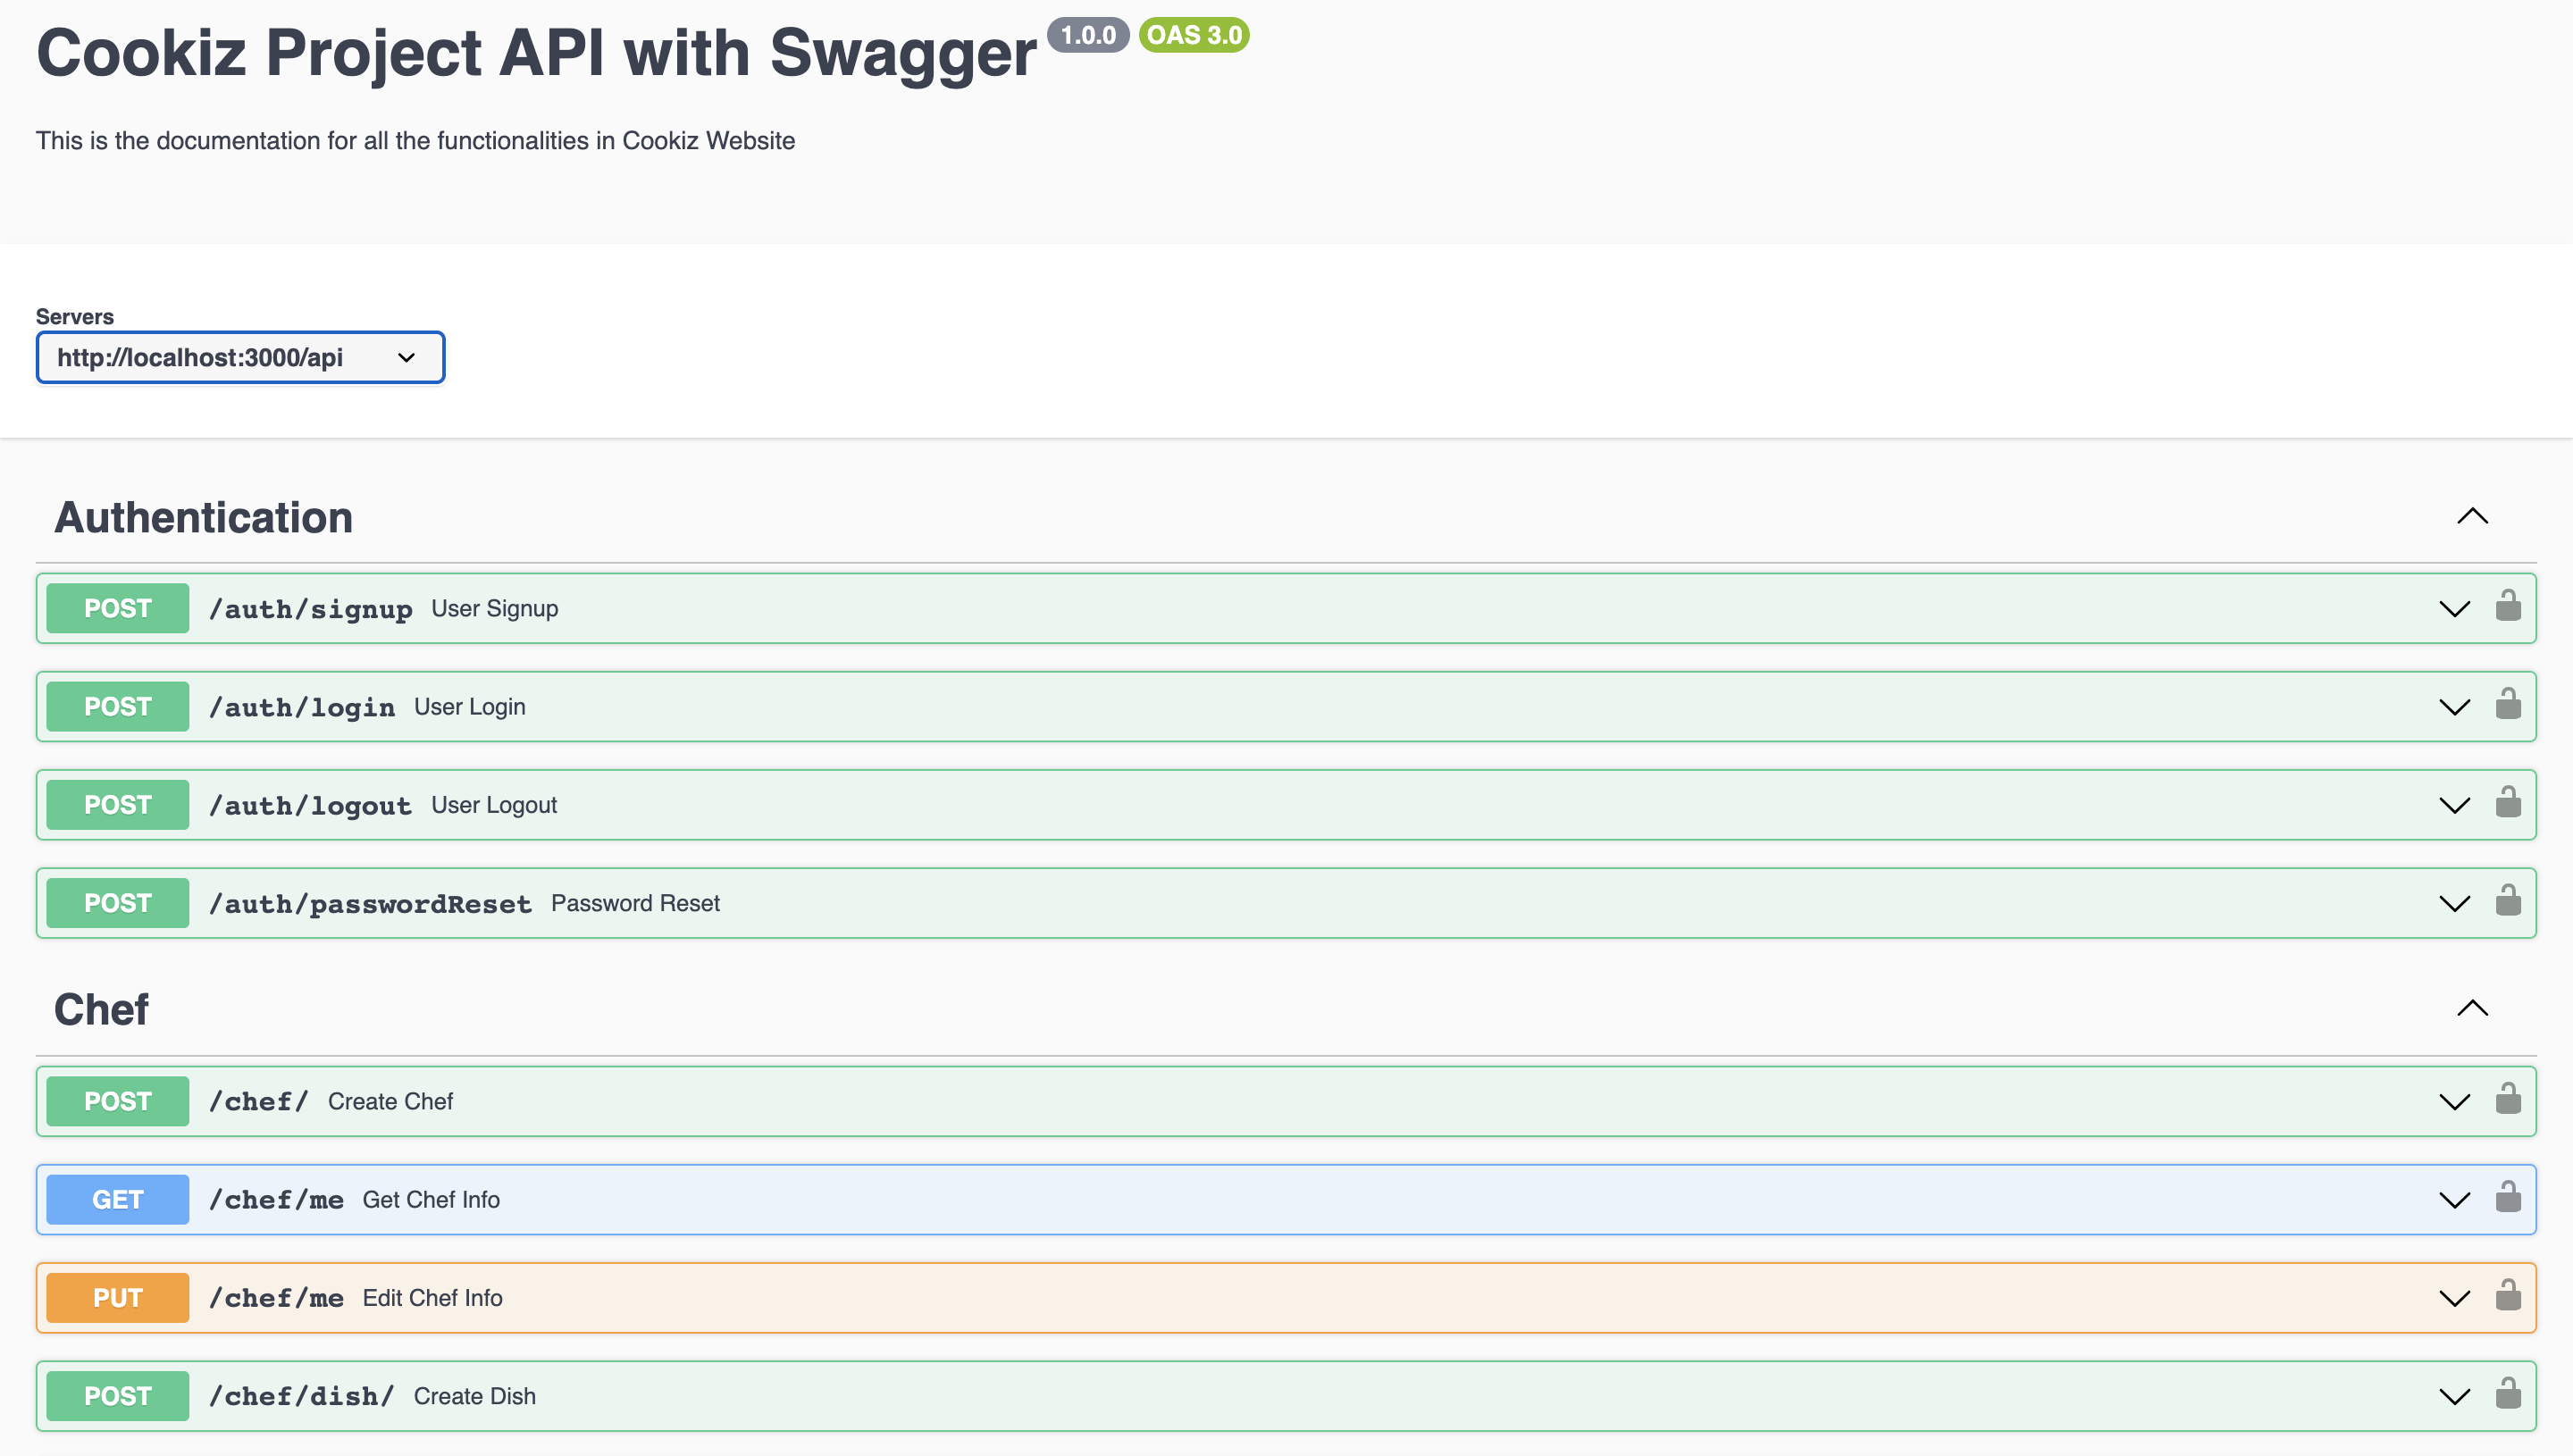 Cookiz Project API with Swagger 1.0.0 OAS 3.0
This is the documentation for all the functionalities in Cookiz Website
Servers
http://localhost:3000/api
Authentication
POST /auth/signup User Signup
POST /auth/login User Login
POST /auth/logout User Logout
POST /auth/passwordReset Password Reset
Chef
POST /chef/ Create Chef
GET /chef/me Get Chef Info
PUT /chef/me Edit Chef Info
POST /chef/dish/ Create Dish